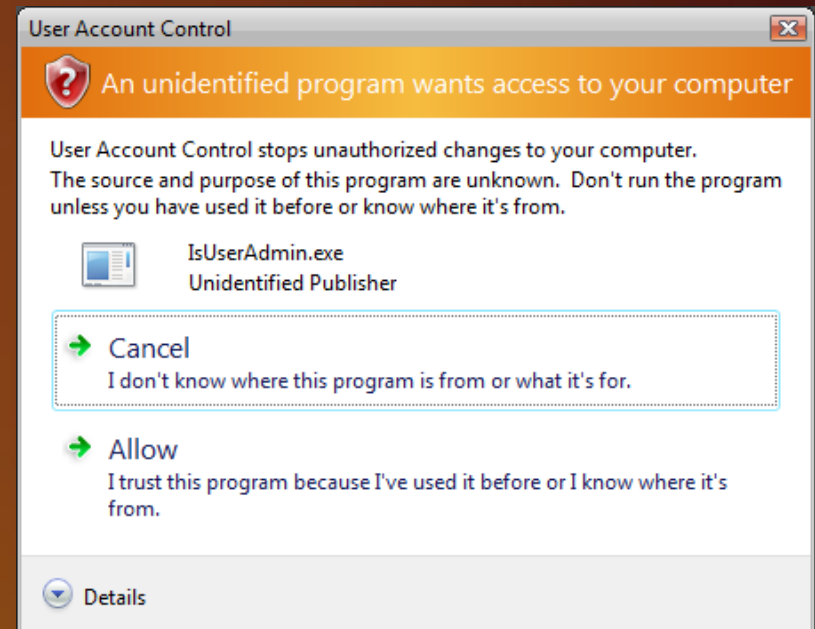 User Account Control
An unidentified program wants access to your computer
User Account Control stops unauthorized changes to your computer.
The source and purpose of this program are unknown.  Don't run the program
unless you have used it before or know where it's from.
IsUserAdmin.exe
Unidentified Publisher
Cancel
I don't know where this program is from or what it's for.
Allow
I trust this program because I've used it before or I know where it's
from.
Details